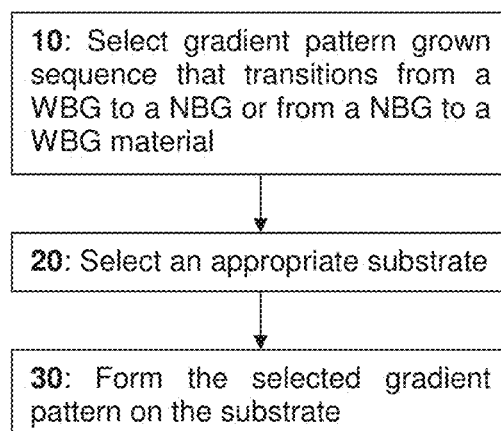 10: Select gradient pattern grown
sequence that transitions from a
WBG to a NBG or from a NBG to a
WBG material
20: Select an appropriate substrate
30: Form the selected gradient
pattern on the substrate